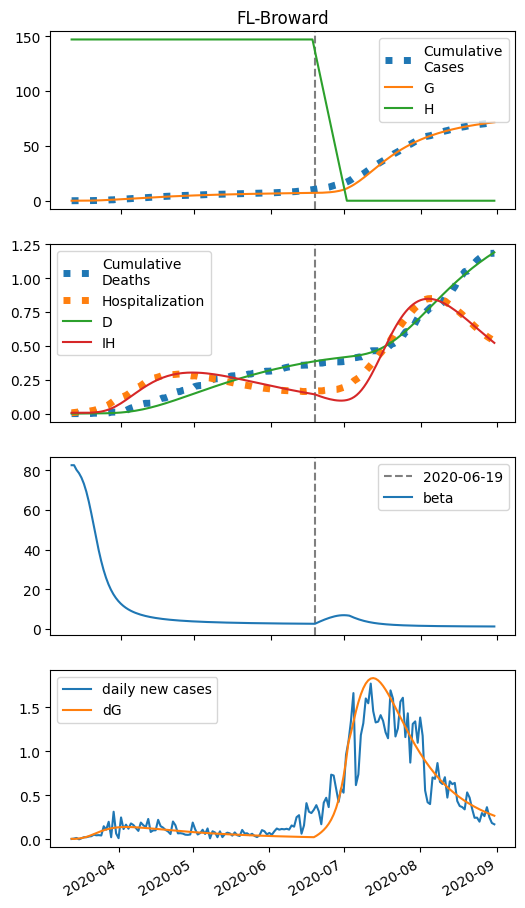 FL-Broward
150
100
50
0
Cumulative
Cases
G
H
1.25
1.00
0.75
0.50
0.25
0.00
Cumulative
Deaths
Hospitalization
D
IH
80
60
40
20
0
2020-06-19
beta
1.5
1.0
0.5
0.0
daily new cases
dG
2020-04
2020-05
2020-06
2020-07
2020-08
2020-09